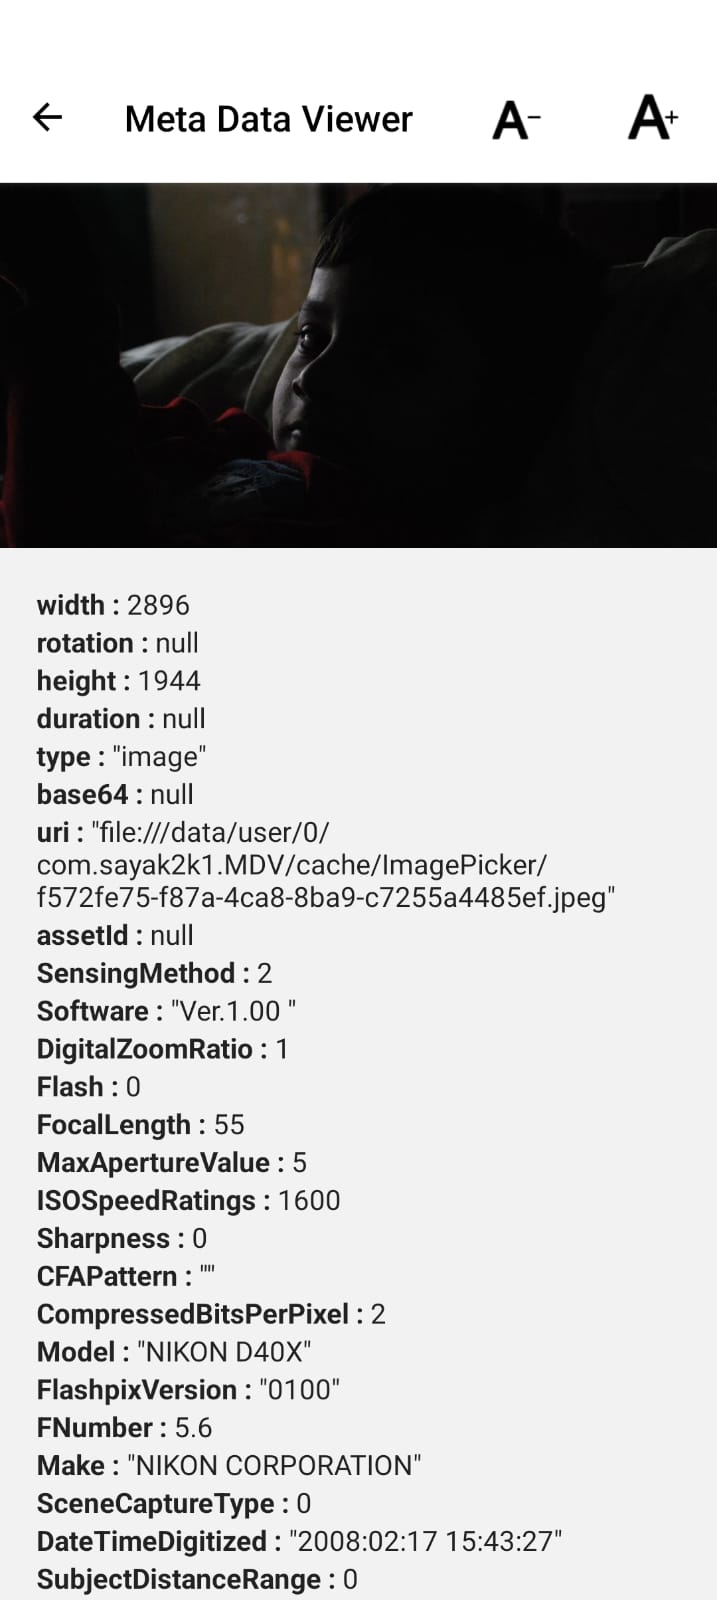 Meta Data Viewer A- A+
width : 2896
rotation : null
height : 1944
duration : null
type : "image"
base64 : null
uri : "file:///data/user/0/
com.sayak2k1.MDV/cache/ImagePicker/
f572fe75-f87a-4ca8-8ba9-c7255a4485ef.jpeg"
assetId : null
SensingMethod : 2
Software : "Ver.1.00 "
DigitalZoomRatio : 1
Flash : 0
FocalLength : 55
MaxApertureValue : 5
ISOSpeedRatings : 1600
Sharpness : 0
CFAPattern : ""
CompressedBitsPerPixel : 2
Model : "NIKON D40X"
FlashpixVersion : "0100"
FNumber : 5.6
Make : "NIKON CORPORATION"
SceneCaptureType : 0
DateTimeDigitized : "2008:02:17 15:43:27"
SubjectDistanceRange : 0